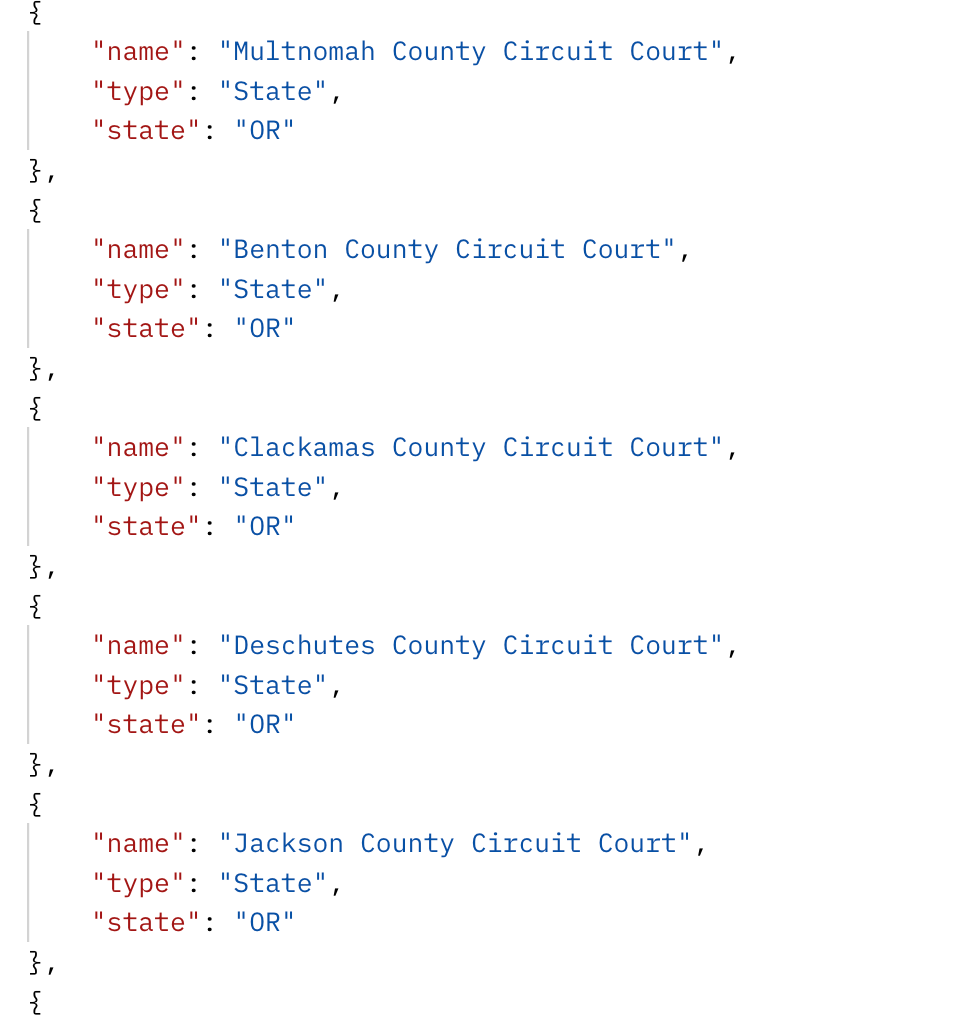 {
    "name": "Multnomah County Circuit Court",
    "type": "State",
    "state": "OR"
},
{
    "name": "Benton County Circuit Court",
    "type": "State",
    "state": "OR"
},
{
    "name": "Clackamas County Circuit Court",
    "type": "State",
    "state": "OR"
},
{
    "name": "Deschutes County Circuit Court",
    "type": "State",
    "state": "OR"
},
{
    "name": "Jackson County Circuit Court",
    "type": "State",
    "state": "OR"
},
{